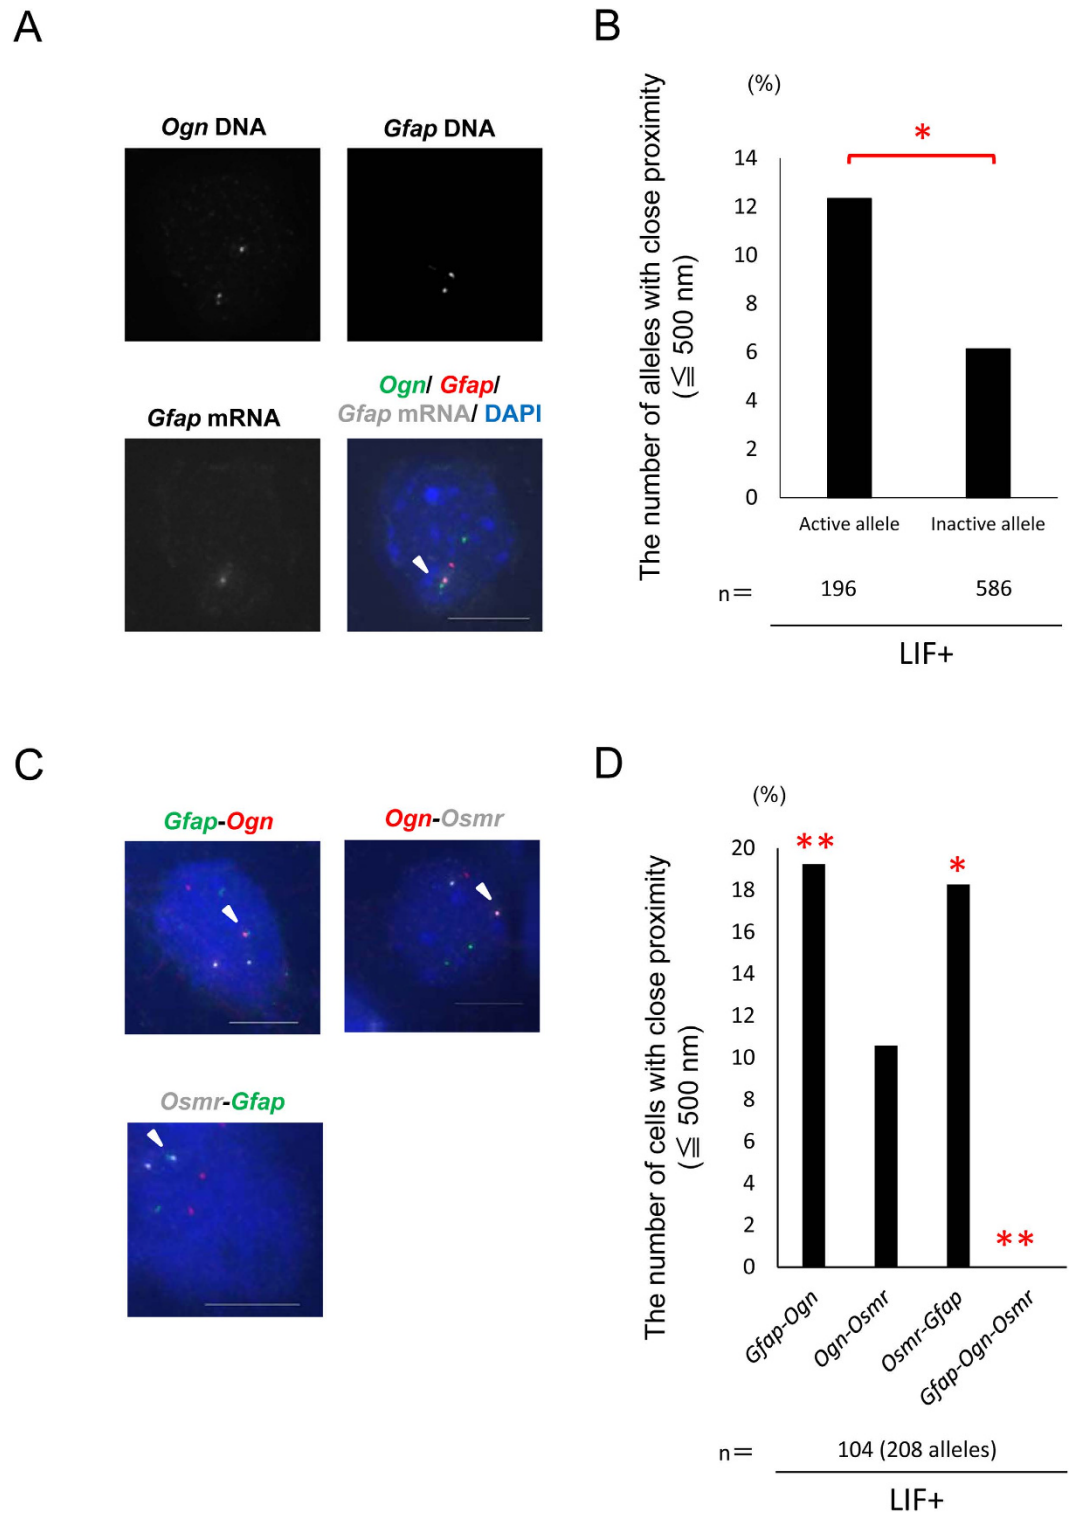 A
Ogn DNA
Gfap DNA
Gfap mRNA
Ogn/ Gfap/
Gfap mRNA/ DAPI
B
(%)
The number of alleles with close proximity
(≦ 500 nm)
*
14
12
10
8
6
4
2
0
Active allele
Inactive allele
n＝
196
586
LIF+
C
Gfap-Ogn
Ogn-Osmr
Osmr-Gfap
D
(%)
The number of cells with close proximity
(≦ 500 nm)
20
18
16
14
12
10
8
6
4
2
0
**
*
**
Gfap-Ogn
Ogn-Osmr
Osmr-Gfap
Gfap-Ogn-Osmr
n＝
104 (208 alleles)
LIF+